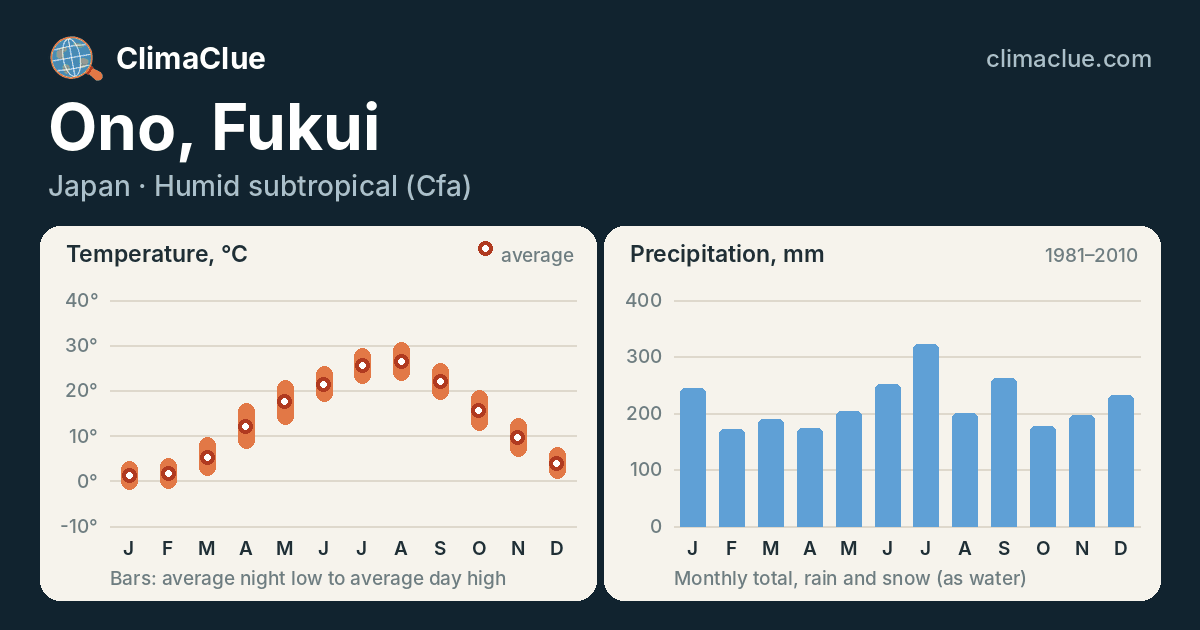 ClimaClue
climaclue.com
Ono, Fukui
Japan · Humid subtropical (Cfa)
Temperature, °C
average
40°
30°
20°
10°
0°
-10°
J F M A M J J A S O N D
Bars: average night low to average day high
Precipitation, mm
1981–2010
400
300
200
100
0
J F M A M J J A S O N D
Monthly total, rain and snow (as water)